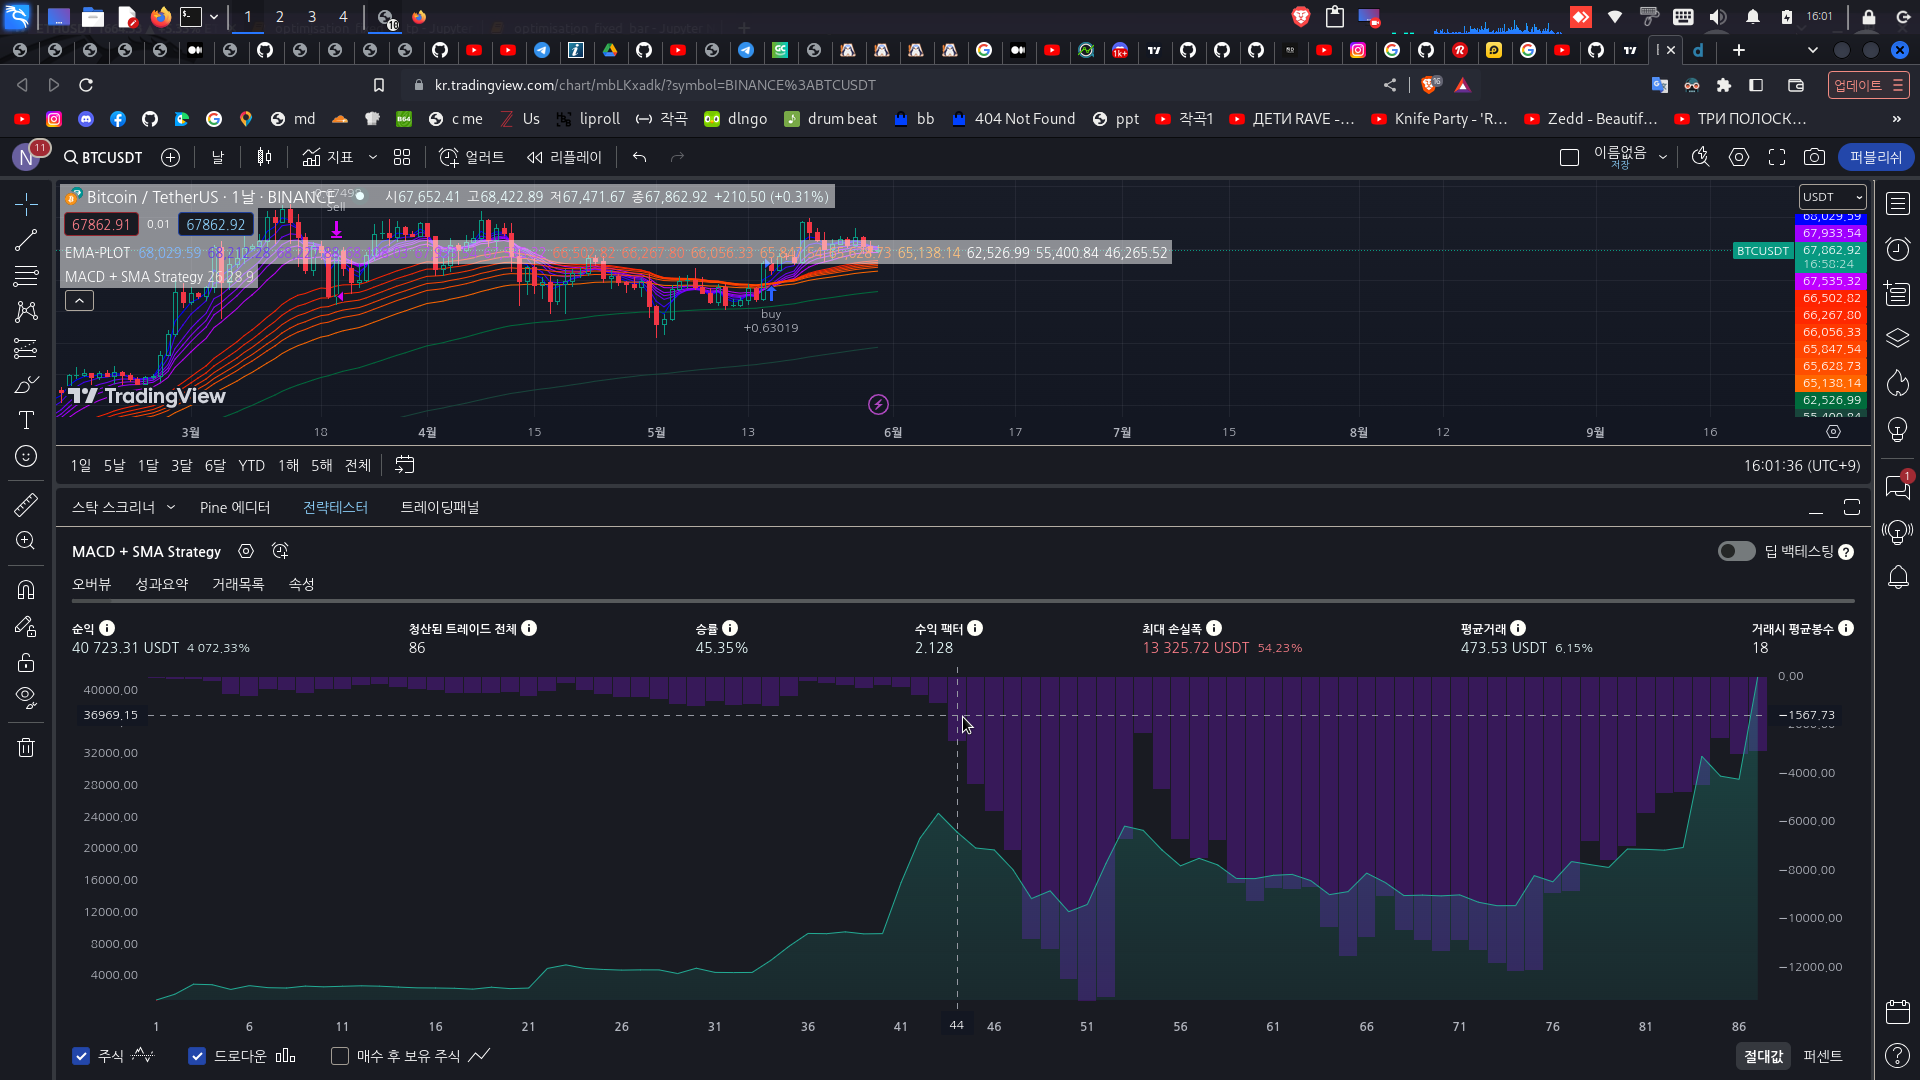 1 2 3 4
16:01
kr.tradingview.com/chart/mbLKxadk/?symbol=BINANCE%3ABTCUSDT
업데이트
md c me Us liproll 작곡 dlngo drum beat bb 404 Not Found ppt 작곡1 ДЕТИ RAVE -... Knife Party - 'R... Zedd - Beautif... ТРИ ПОЛОСК... »
N 11 BTCUSDT 날 지표 얼러트 리플레이 이름없음 저장 퍼블리쉬
Bitcoin / TetherUS · 1날 · BINANCE 시67,652.41 고68,422.89 저67,471.67 종67,862.92 +210.50 (+0.31%)
Sell
67862.91 0.01 67862.92
EMA-PLOT 68,029.59 68,212.28 66,267.80 66,056.33 65,138.14 62,526.99 55,400.84 46,265.52
MACD + SMA Strategy 26 28 9
buy
+0.63019
TradingView
USDT
68,029.59
67,933.54
BTCUSDT 67,862.92
16:58:24
67,535.32
66,502.82
66,267.80
66,056.33
65,847.54
65,628.73
65,138.14
62,526.99
55,400.84
3월 18 4월 15 5월 13 6월 17 7월 15 8월 12 9월 16
1일 5날 1달 3달 6달 YTD 1해 5해 전체
16:01:36 (UTC+9)
스탁 스크리너 Pine 에디터 전략테스터 트레이딩패널
MACD + SMA Strategy
딥 백테스팅
오버뷰 성과요약 거래목록 속성
순익 청산된 트레이드 전체 승률 수익 팩터 최대 손실폭 평균거래 거래시 평균봉수
40 723.31 USDT 4 072.33% 86 45.35% 2.128 13 325.72 USDT 54.23% 473.53 USDT 6.15% 18
40000.00
36969.15
32000.00
28000.00
24000.00
20000.00
16000.00
12000.00
8000.00
4000.00
0.00
−1567.73
−4000.00
−6000.00
−8000.00
−10000.00
−12000.00
1 6 11 16 21 26 31 36 41 44 46 51 56 61 66 71 76 81 86
주식 드로다운 매수 후 보유 주식
절대값 퍼센트